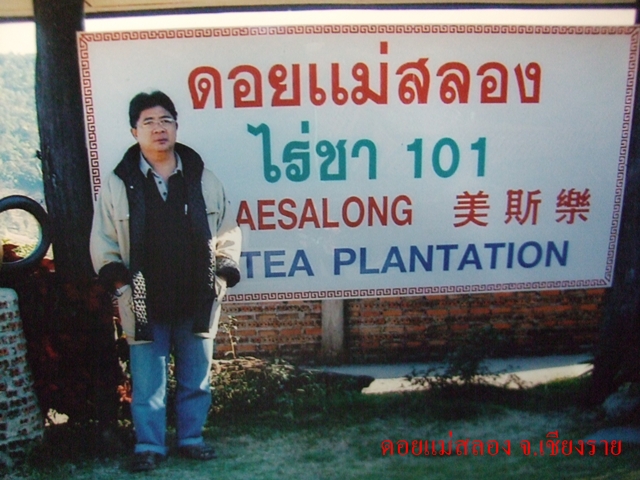 ดอยแม่สลอง
ไร่ชา 101
AESALONG 美斯樂
TEA PLANTATION
ดอยแม่สลอง จ.เชียงราย